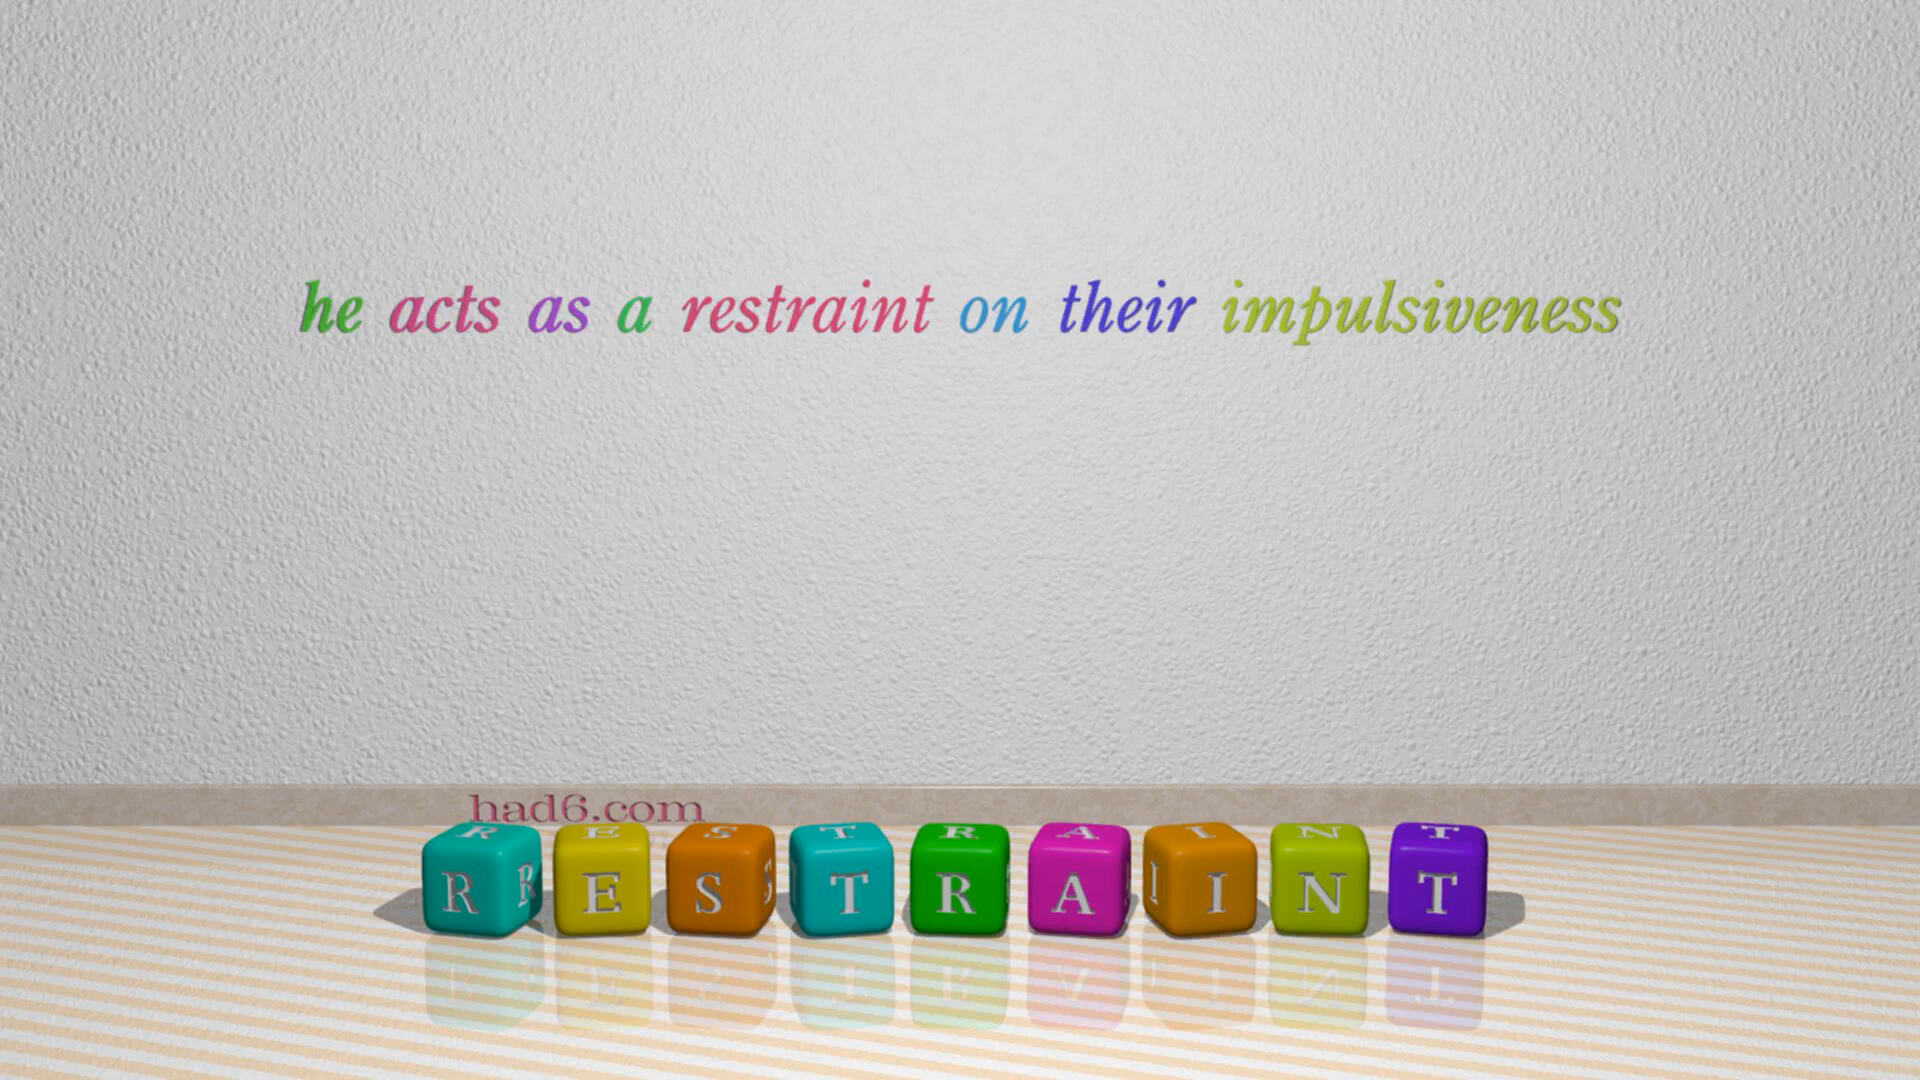 he acts as a restraint on their impulsiveness
had6.com
RESTRAINT